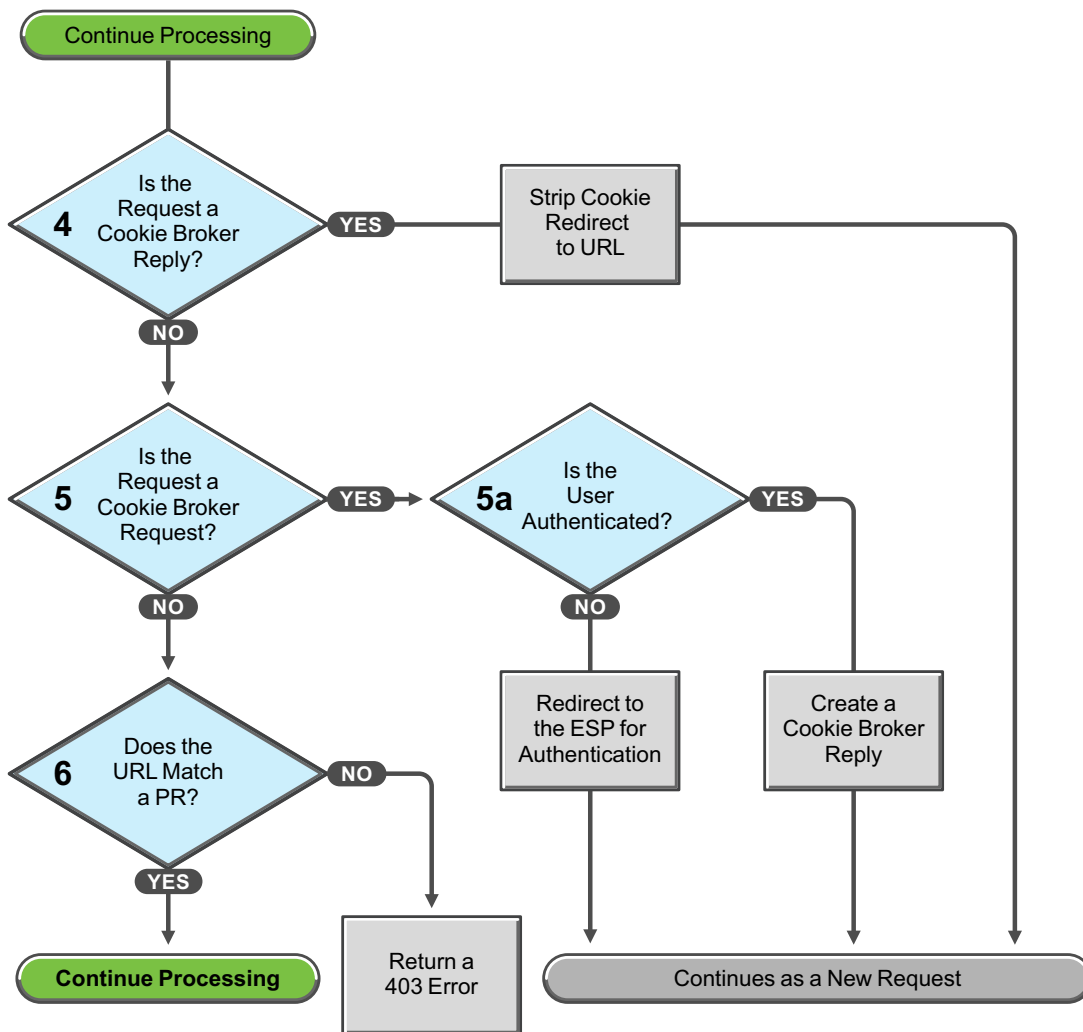 Continue Processing
4
Is the
Request a
Cookie Broker
Reply?
YES
Strip Cookie
Redirect
to URL
NO
5
Is the
Request a
Cookie Broker
Request?
YES
5a
Is the
User
Authenticated?
YES
NO
NO
Redirect to
the ESP for
Authentication
Create a
Cookie Broker
Reply
6
Does the
URL Match
a PR?
NO
YES
Continue Processing
Return a
403 Error
Continues as a New Request